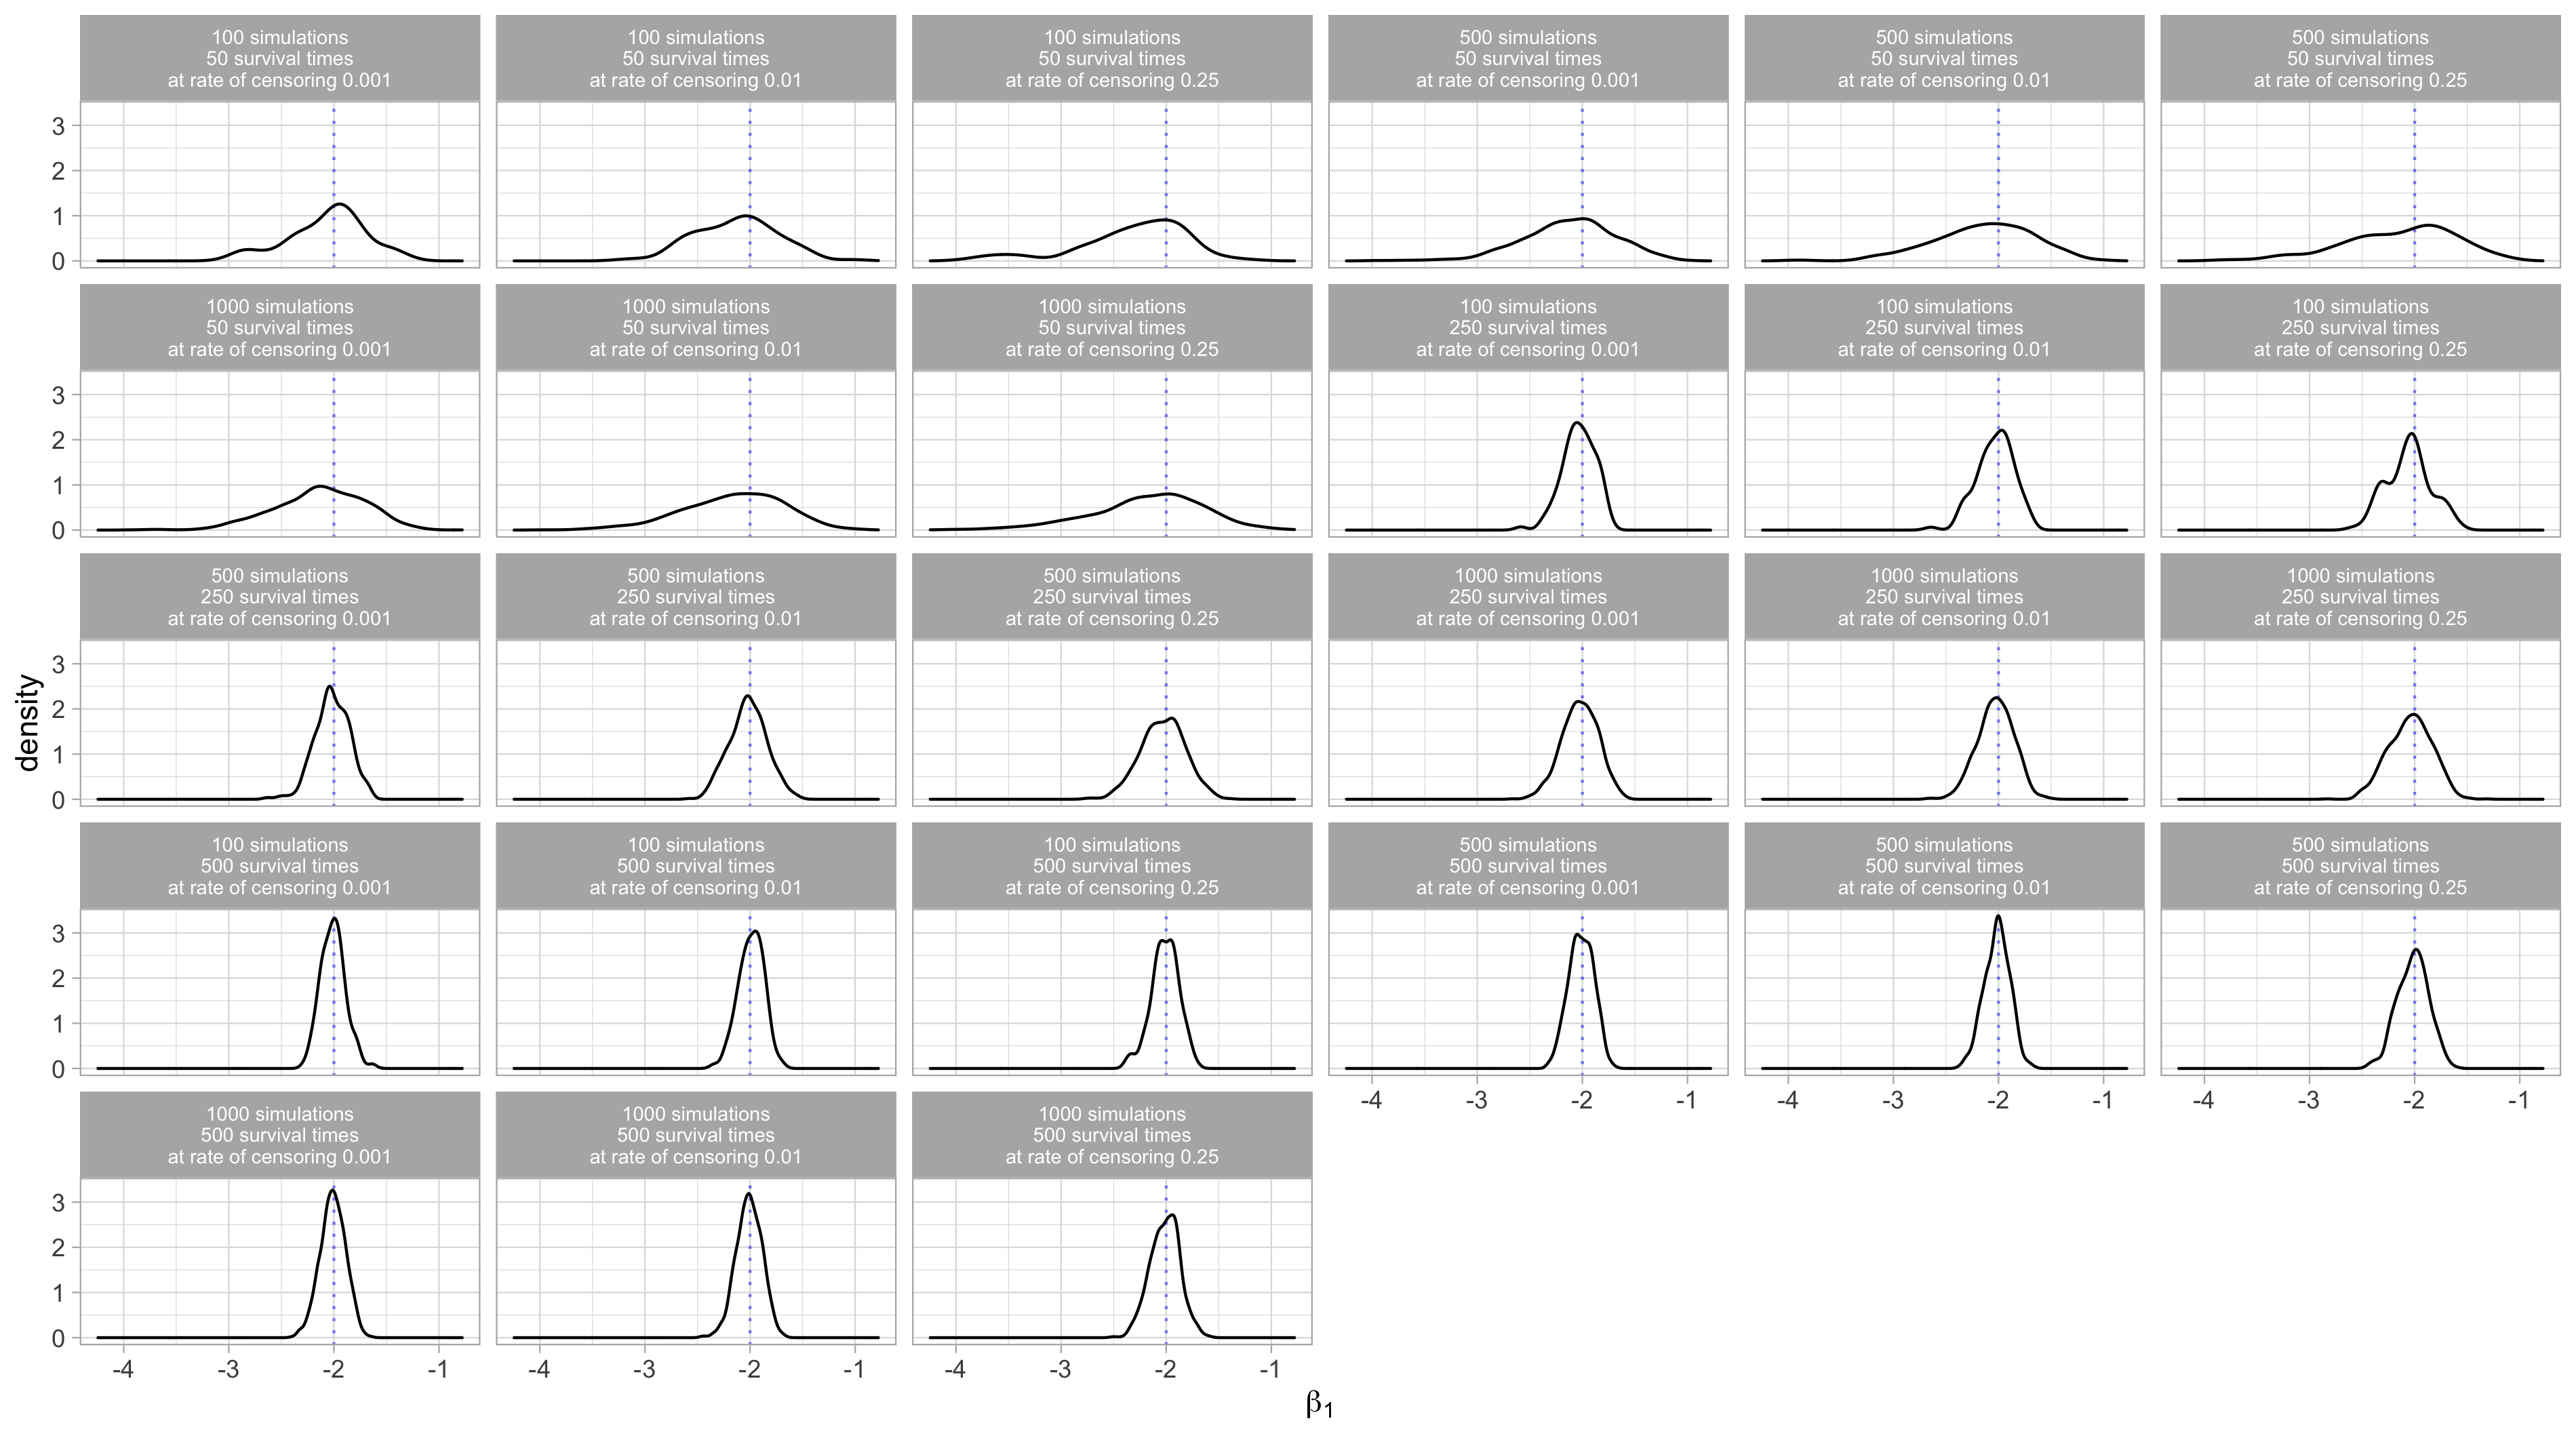 100 simulations
50 survival times
at rate of censoring 0.001
100 simulations
50 survival times
at rate of censoring 0.01
100 simulations
50 survival times
at rate of censoring 0.25
500 simulations
50 survival times
at rate of censoring 0.001
500 simulations
50 survival times
at rate of censoring 0.01
500 simulations
50 survival times
at rate of censoring 0.25
3
2
1
0
1000 simulations
50 survival times
at rate of censoring 0.001
1000 simulations
50 survival times
at rate of censoring 0.01
1000 simulations
50 survival times
at rate of censoring 0.25
100 simulations
250 survival times
at rate of censoring 0.001
100 simulations
250 survival times
at rate of censoring 0.01
100 simulations
250 survival times
at rate of censoring 0.25
3
2
1
0
500 simulations
250 survival times
at rate of censoring 0.001
500 simulations
250 survival times
at rate of censoring 0.01
500 simulations
250 survival times
at rate of censoring 0.25
1000 simulations
250 survival times
at rate of censoring 0.001
1000 simulations
250 survival times
at rate of censoring 0.01
1000 simulations
250 survival times
at rate of censoring 0.25
3
2
1
0
density
100 simulations
500 survival times
at rate of censoring 0.001
100 simulations
500 survival times
at rate of censoring 0.01
100 simulations
500 survival times
at rate of censoring 0.25
500 simulations
500 survival times
at rate of censoring 0.001
500 simulations
500 survival times
at rate of censoring 0.01
500 simulations
500 survival times
at rate of censoring 0.25
3
2
1
0
-4 -3 -2 -1 -4 -3 -2 -1 -4 -3 -2 -1
1000 simulations
500 survival times
at rate of censoring 0.001
1000 simulations
500 survival times
at rate of censoring 0.01
1000 simulations
500 survival times
at rate of censoring 0.25
3
2
1
0
-4 -3 -2 -1 -4 -3 -2 -1 -4 -3 -2 -1
β₁